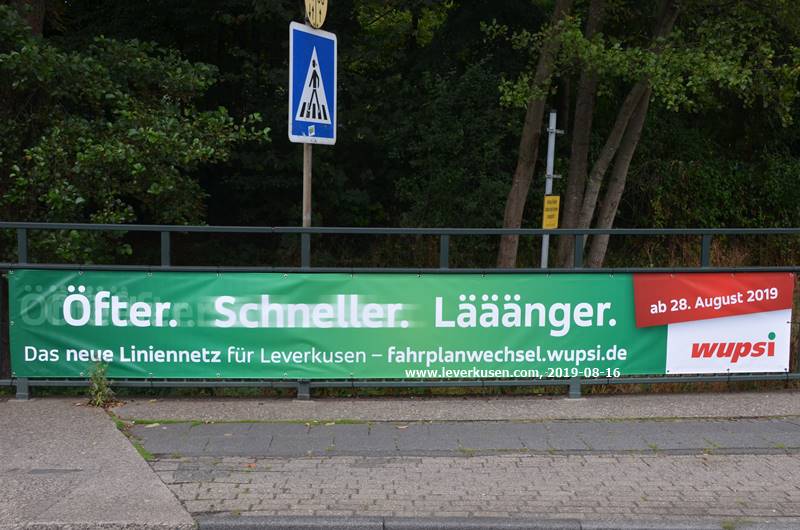 Öfter. Schneller. Lääänger.
ab 28. August 2019
Das neue Liniennetz für Leverkusen – fahrplanwechsel.wupsi.de
wupsi
www.leverkusen.com, 2019-08-16